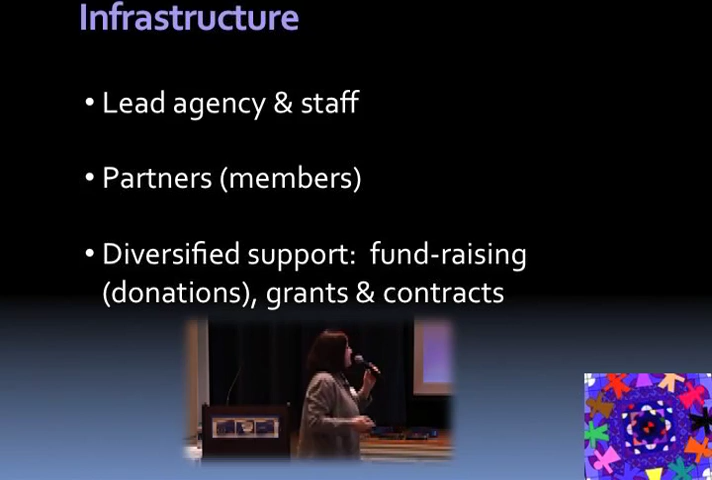 Infrastructure
• Lead agency & staff
• Partners (members)
• Diversified support:  fund-raising
(donations), grants & contracts